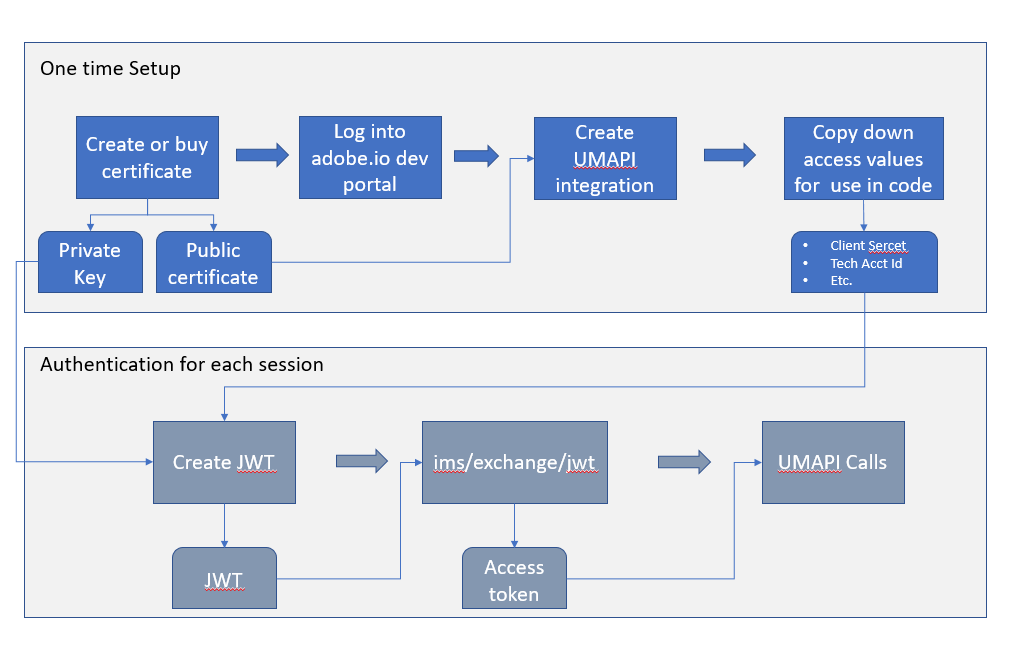 One time Setup
Create or buy
certificate
Log into
adobe.io dev
portal
Create
UMAPI
integration
Copy down
access values
for use in code
Private
Key
Public
certificate
• Client Sercet
• Tech Acct Id
• Etc.
Authentication for each session
Create JWT
ims/exchange/jwt
UMAPI Calls
JWT
Access
token